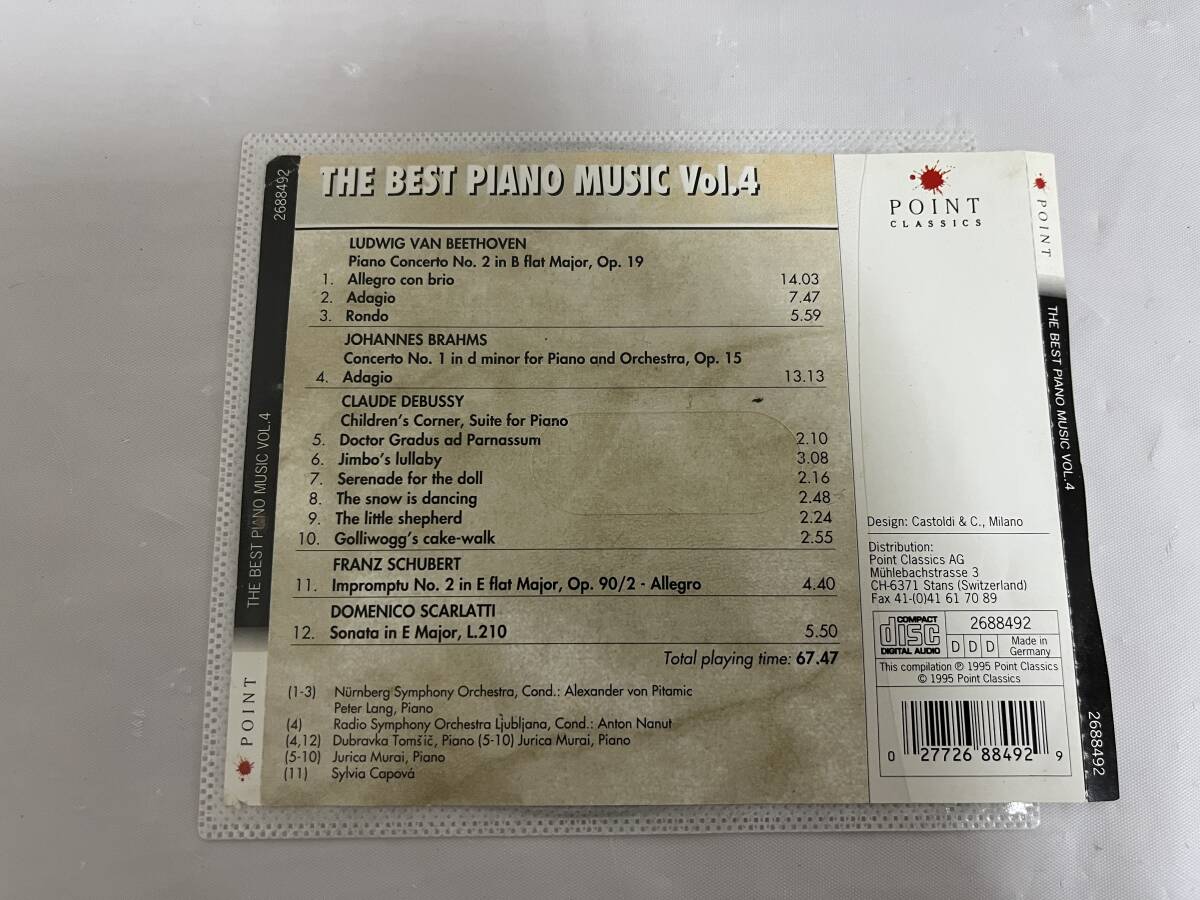 2688492
THE BEST PIANO MUSIC VOL.4
POINT
THE BEST PIANO MUSIC Vol.4
LUDWIG VAN BEETHOVEN
Piano Concerto No. 2 in B flat Major, Op. 19
1. Allegro con brio 14.03
2. Adagio 7.47
3. Rondo 5.59
JOHANNES BRAHMS
Concerto No. 1 in d minor for Piano and Orchestra, Op. 15
4. Adagio 13.13
CLAUDE DEBUSSY
Children's Corner, Suite for Piano
5. Doctor Gradus ad Parnassum 2.10
6. Jimbo's lullaby 3.08
7. Serenade for the doll 2.16
8. The snow is dancing 2.48
9. The little shepherd 2.24
10. Golliwogg's cake-walk 2.55
FRANZ SCHUBERT
11. Impromptu No. 2 in E flat Major, Op. 90/2 - Allegro 4.40
DOMENICO SCARLATTI
12. Sonata in E Major, L.210 5.50
Total playing time: 67.47
(1-3) Nürnberg Symphony Orchestra, Cond.: Alexander von Pitamic
Peter Lang, Piano
(4) Radio Symphony Orchestra Ljubljana, Cond.: Anton Nanut
(4,12) Dubravka Tomšič, Piano (5-10) Jurica Murai, Piano
(5-10) Jurica Murai, Piano
(11) Sylvia Capová
POINT
CLASSICS
Design: Castoldi & C., Milano
Distribution:
Point Classics AG
Mühlebachstrasse 3
CH-6371 Stans (Switzerland)
Fax 41-(0)41 61 70 89
COMPACT
disc
DIGITAL AUDIO
2688492
D D D
Made in
Germany
This compilation ℗ 1995 Point Classics
© 1995 Point Classics
0 27726 88492 9
POINT
THE BEST PIANO MUSIC VOL.4
2688492